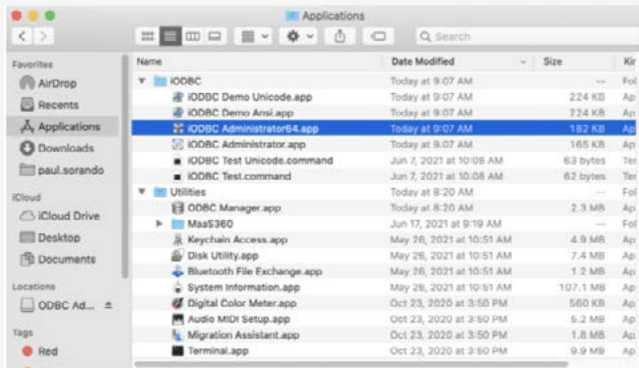 Applications
Search
Favorites
AirDrop
Recents
Applications
Downloads
paul.sorando
iCloud
iCloud Drive
Desktop
Documents
Locations
ODBC Ad...
Tags
Red
Name Date Modified Size Kir
iODBC Today at 9:07 AM -- Fol
iODBC Demo Unicode.app Today at 9:07 AM 224 KB Ap
iODBC Demo Ansi.app Today at 9:07 AM 224 KB Ap
iODBC Administrator64.app Today at 9:07 AM 182 KB Ap
iODBC Administrator.app Today at 9:07 AM 165 KB Ap
iODBC Test Unicode.command Jun 7, 2021 at 10:08 AM 63 bytes Ter
iODBC Test.command Jun 7, 2021 at 10:08 AM 62 bytes Ter
Utilities Today at 8:20 AM -- Fol
ODBC Manager.app Today at 8:20 AM 2.3 MB Ap
MaaS360 Jun 17, 2021 at 9:19 AM -- Fol
Keychain Access.app May 26, 2021 at 10:51 AM 4.9 MB Ap
Disk Utility.app May 26, 2021 at 10:51 AM 7.4 MB Ap
Bluetooth File Exchange.app May 26, 2021 at 10:51 AM 1.2 MB Ap
System Information.app May 26, 2021 at 10:51 AM 107.1 MB Ap
Digital Color Meter.app Oct 23, 2020 at 3:50 PM 560 KB Ap
Audio MIDI Setup.app Oct 23, 2020 at 3:50 PM 5.2 MB Ap
Migration Assistant.app Oct 23, 2020 at 3:50 PM 1.8 MB Ap
Terminal.app Oct 23, 2020 at 3:50 PM 9.9 MB Ap